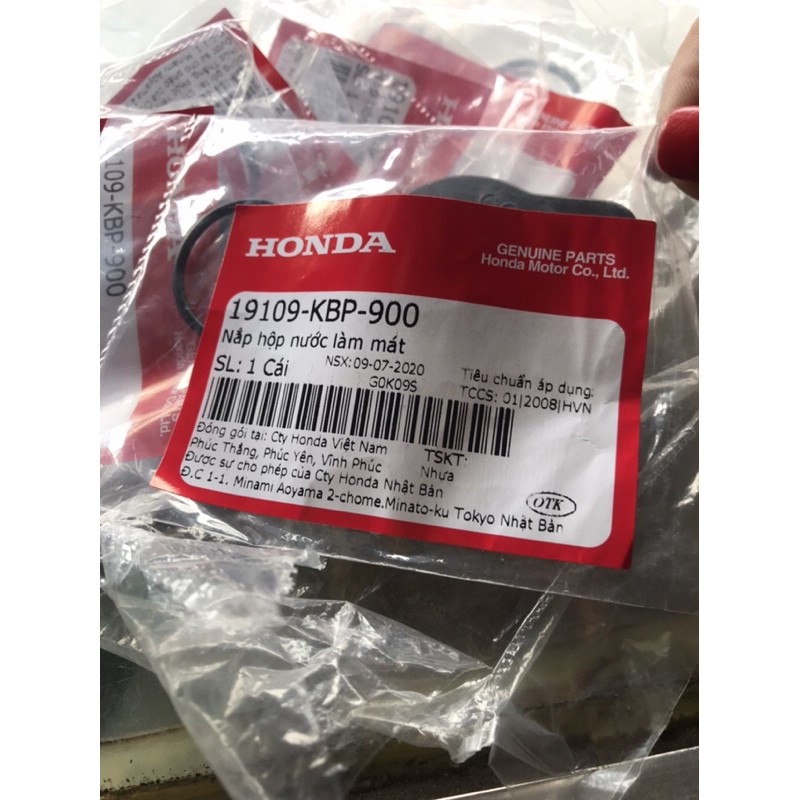 HONDA
109-KBP-900
HONDA
GENUINE PARTS
Honda Motor Co., Ltd.
19109-KBP-900
Nắp hộp nước làm mát
SL: 1 Cái
NSX: 09-07-2020
G0K09S
Tiêu chuẩn áp dụng:
TCCS: 01|2008|HVN
Đóng gói tại: Cty Honda Việt Nam
Phúc Thắng, Phúc Yên, Vĩnh Phúc
TSKT:
Nhựa
Được sự cho phép của Cty Honda Nhật Bản
Đ.C 1-1. Minami Aoyama 2-chome.Minato-ku Tokyo Nhật Bản
OTK